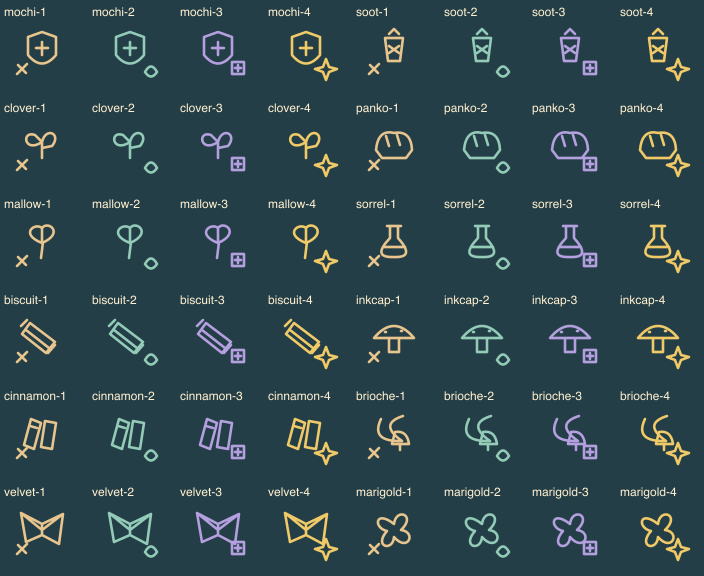 mochi-1 mochi-2 mochi-3 mochi-4 soot-1 soot-2 soot-3 soot-4
clover-1 clover-2 clover-3 clover-4 panko-1 panko-2 panko-3 panko-4
mallow-1 mallow-2 mallow-3 mallow-4 sorrel-1 sorrel-2 sorrel-3 sorrel-4
biscuit-1 biscuit-2 biscuit-3 biscuit-4 inkcap-1 inkcap-2 inkcap-3 inkcap-4
cinnamon-1 cinnamon-2 cinnamon-3 cinnamon-4 brioche-1 brioche-2 brioche-3 brioche-4
velvet-1 velvet-2 velvet-3 velvet-4 marigold-1 marigold-2 marigold-3 marigold-4